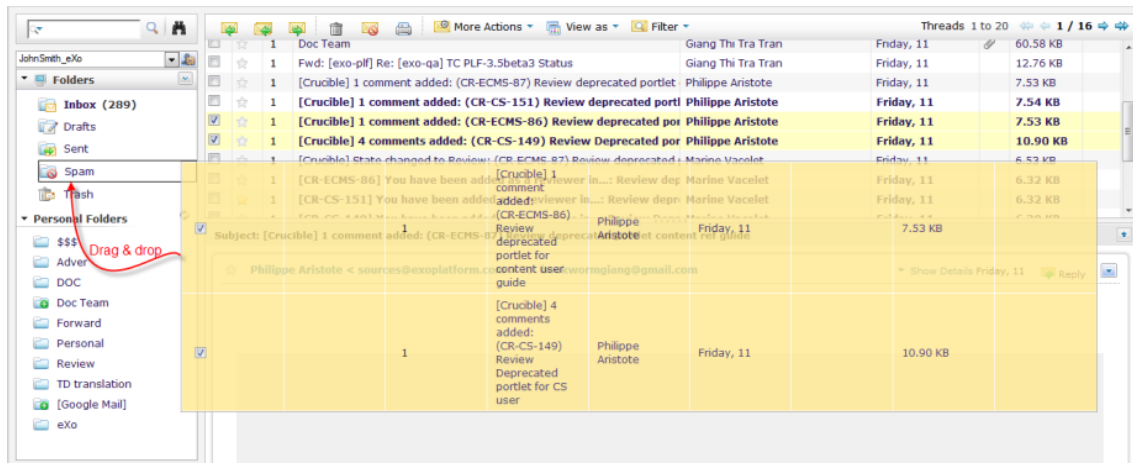 More Actions
View as
Filter
Threads 1 to 20
1 / 16
JohnSmith_eXo
Folders
Inbox (289)
Drafts
Sent
Spam
Trash
Personal Folders
$$$
Adver
DOC
Doc Team
Forward
Personal
Review
TD translation
[Google Mail]
eXo
Drag & drop
1 Doc Team Giang Thi Tra Tran Friday, 11 60.58 KB
1 Fwd: [exo-plf] Re: [exo-qa] TC PLF-3.5beta3 Status Giang Thi Tra Tran Friday, 11 12.76 KB
1 [Crucible] 1 comment added: (CR-ECMS-87) Review deprecated portlet Philippe Aristote Friday, 11 7.53 KB
1 [Crucible] 1 comment added: (CR-CS-151) Review deprecated portl Philippe Aristote Friday, 11 7.54 KB
1 [Crucible] 1 comment added: (CR-ECMS-86) Review deprecated por Philippe Aristote Friday, 11 7.53 KB
1 [Crucible] 4 comments added: (CR-CS-149) Review Deprecated por Philippe Aristote Friday, 11 10.90 KB
1 [Crucible] State changed to Review: (CR-ECMS-87) Review deprecated Marine Vacelet Friday, 11 6.53 KB
1 [CR-ECMS-86] You have been added as a reviewer in...: Review dep Marine Vacelet Friday, 11 6.32 KB
1 [CR-CS-151] You have been added reviewer in...: Review depr Marine Vacelet Friday, 11 6.32 KB
Subject: [Crucible] 1 comment added: (CR-ECMS-87) Review deprecated portlet content ref guide
Philippe Aristote < sources@exoplatform.co wormgiang@gmail.com Show Details Friday, 11 Reply
[Crucible] 1
comment
added:
(CR-ECMS-86)
Review
deprecated
portlet for
content user
guide
1
Philippe
Aristote
Friday, 11
7.53 KB
[Crucible] 4
comments
added:
(CR-CS-149)
Review
Deprecated
portlet for CS
user
1
Philippe
Aristote
Friday, 11
10.90 KB